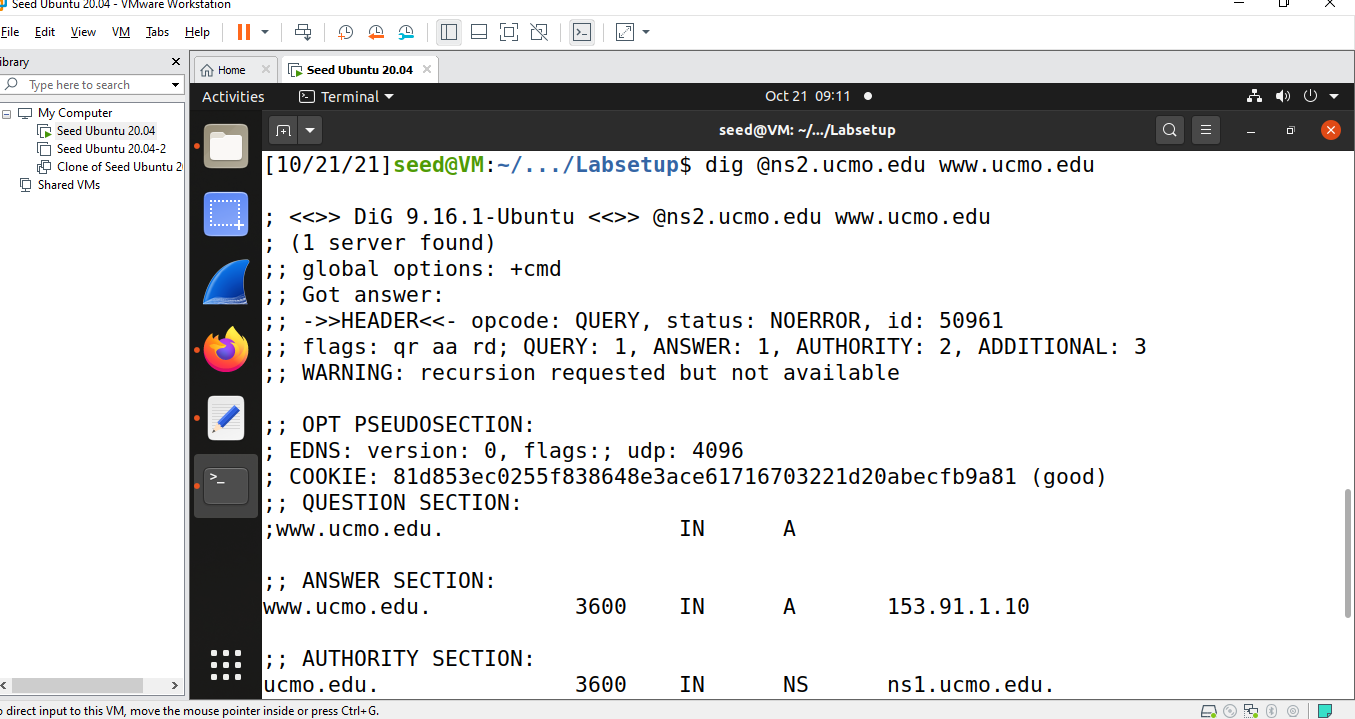 Seed Ubuntu 20.04 - VMware Workstation
File Edit View VM Tabs Help
Library
Type here to search
My Computer
Seed Ubuntu 20.04
Seed Ubuntu 20.04-2
Clone of Seed Ubuntu 2
Shared VMs
Home
Seed Ubuntu 20.04
Activities Terminal Oct 21 09:11
seed@VM: ~/.../Labsetup
[10/21/21]seed@VM:~/.../Labsetup$ dig @ns2.ucmo.edu www.ucmo.edu
; <<>> DiG 9.16.1-Ubuntu <<>> @ns2.ucmo.edu www.ucmo.edu
; (1 server found)
;; global options: +cmd
;; Got answer:
;; ->>HEADER<<- opcode: QUERY, status: NOERROR, id: 50961
;; flags: qr aa rd; QUERY: 1, ANSWER: 1, AUTHORITY: 2, ADDITIONAL: 3
;; WARNING: recursion requested but not available
;; OPT PSEUDOSECTION:
; EDNS: version: 0, flags:; udp: 4096
; COOKIE: 81d853ec0255f838648e3ace61716703221d20abecfb9a81 (good)
;; QUESTION SECTION:
;www.ucmo.edu. IN A
;; ANSWER SECTION:
www.ucmo.edu. 3600 IN A 153.91.1.10
;; AUTHORITY SECTION:
ucmo.edu. 3600 IN NS ns1.ucmo.edu.
o direct input to this VM, move the mouse pointer inside or press Ctrl+G.